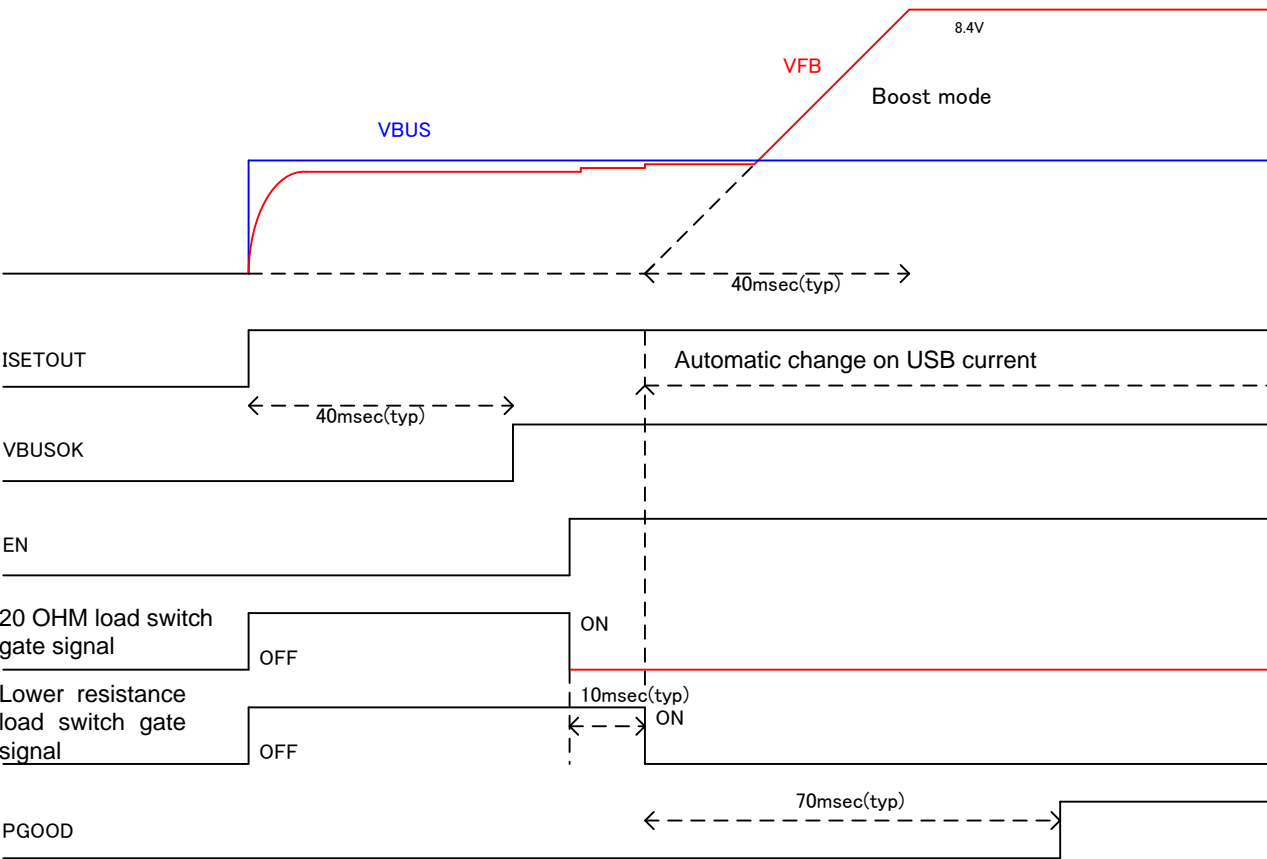 8.4V
VFB
Boost mode
VBUS
40msec(typ)
ISETOUT
Automatic change on USB current
40msec(typ)
VBUSOK
EN
20 OHM load switch
gate signal
ON
OFF
Lower resistance
load switch gate
signal
10msec(typ)
ON
OFF
70msec(typ)
PGOOD